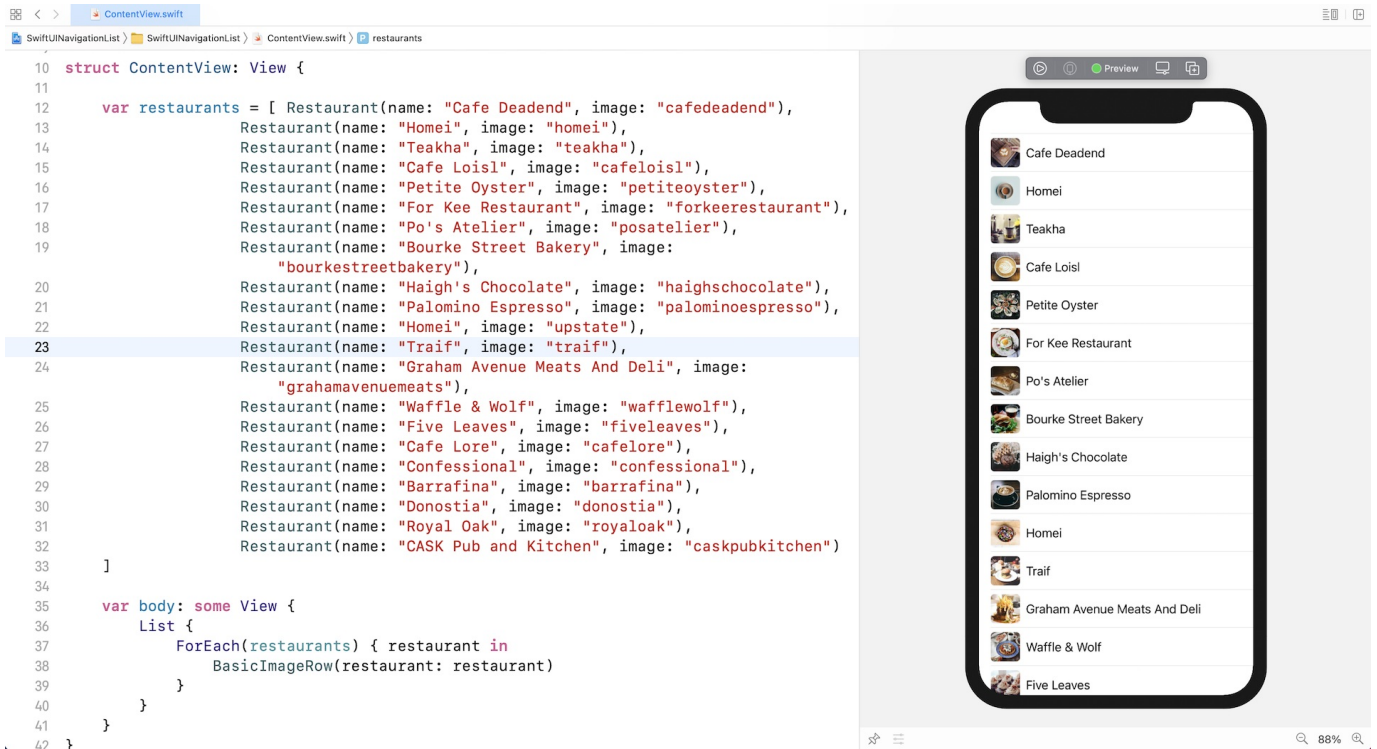 ContentView.swift
SwiftUINavigationList 〉 SwiftUINavigationList 〉 ContentView.swift 〉 P restaurants
10 struct ContentView: View {
11
12 var restaurants = [ Restaurant(name: "Cafe Deadend", image: "cafedeadend"),
13 Restaurant(name: "Homei", image: "homei"),
14 Restaurant(name: "Teakha", image: "teakha"),
15 Restaurant(name: "Cafe Loisl", image: "cafeloisl"),
16 Restaurant(name: "Petite Oyster", image: "petiteoyster"),
17 Restaurant(name: "For Kee Restaurant", image: "forkeerestaurant"),
18 Restaurant(name: "Po's Atelier", image: "posatelier"),
19 Restaurant(name: "Bourke Street Bakery", image:
"bourkestreetbakery"),
20 Restaurant(name: "Haigh's Chocolate", image: "haighschocolate"),
21 Restaurant(name: "Palomino Espresso", image: "palominoespresso"),
22 Restaurant(name: "Homei", image: "upstate"),
23 Restaurant(name: "Traif", image: "traif"),
24 Restaurant(name: "Graham Avenue Meats And Deli", image:
"grahamavenuemeats"),
25 Restaurant(name: "Waffle & Wolf", image: "wafflewolf"),
26 Restaurant(name: "Five Leaves", image: "fiveleaves"),
27 Restaurant(name: "Cafe Lore", image: "cafelore"),
28 Restaurant(name: "Confessional", image: "confessional"),
29 Restaurant(name: "Barrafina", image: "barrafina"),
30 Restaurant(name: "Donostia", image: "donostia"),
31 Restaurant(name: "Royal Oak", image: "royaloak"),
32 Restaurant(name: "CASK Pub and Kitchen", image: "caskpubkitchen")
33 ]
34
35 var body: some View {
36 List {
37 ForEach(restaurants) { restaurant in
38 BasicImageRow(restaurant: restaurant)
39 }
40 }
41 }
42 }
Preview
Cafe Deadend
Homei
Teakha
Cafe Loisl
Petite Oyster
For Kee Restaurant
Po's Atelier
Bourke Street Bakery
Haigh's Chocolate
Palomino Espresso
Homei
Traif
Graham Avenue Meats And Deli
Waffle & Wolf
Five Leaves
88%